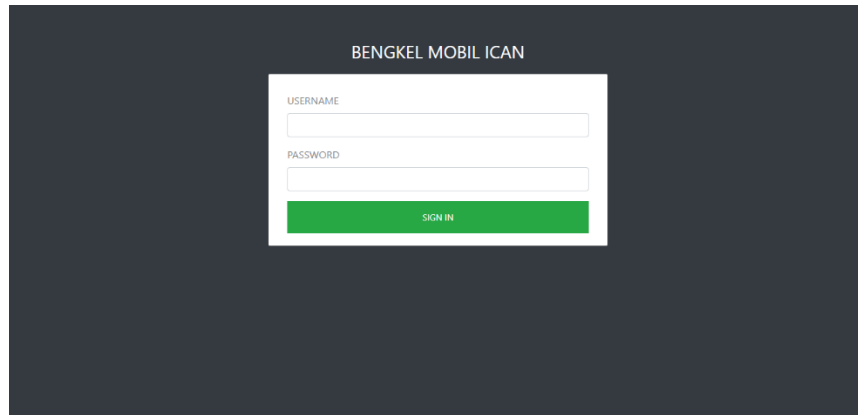 BENGKEL MOBIL ICAN
USERNAME
PASSWORD
SIGN IN